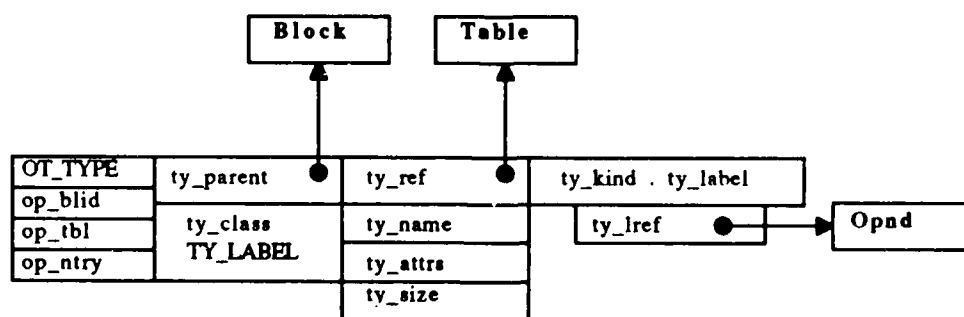 Block
Table
OT_TYPE
op_blid
op_tbl
op_ntry
ty_parent
ty_class
TY_LABEL
ty_ref
ty_name
ty_attrs
ty_size
ty_kind . ty_label
ty_lref
Opnd